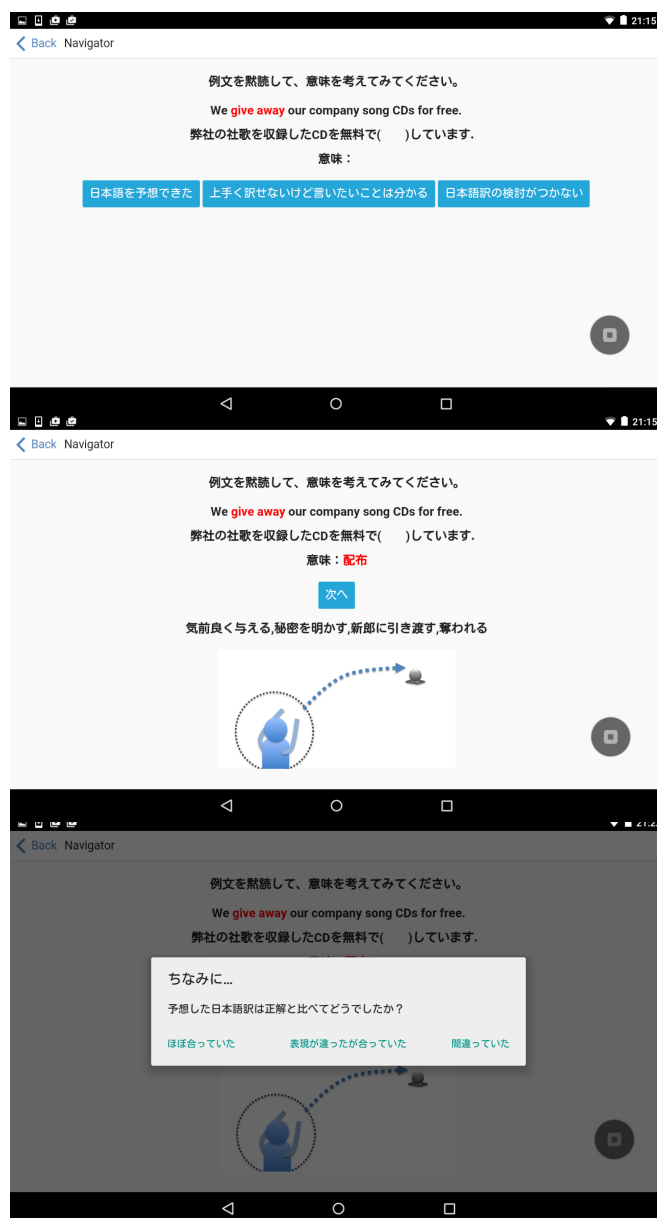 21:15
Back Navigator
例文を黙読して、意味を考えてみてください。
We give away our company song CDs for free.
弊社の社歌を収録したCDを無料で(　　)しています.
意味：
日本語を予想できた 上手く訳せないけど言いたいことは分かる 日本語訳の検討がつかない
21:15
Back Navigator
例文を黙読して、意味を考えてみてください。
We give away our company song CDs for free.
弊社の社歌を収録したCDを無料で(　　)しています.
意味：配布
次へ
気前良く与える,秘密を明かす,新郎に引き渡す,奪われる
Back Navigator
例文を黙読して、意味を考えてみてください。
We give away our company song CDs for free.
弊社の社歌を収録したCDを無料で(　　)しています.
ちなみに...
予想した日本語訳は正解と比べてどうでしたか？
ほぼ合っていた 表現が違ったが合っていた 間違っていた